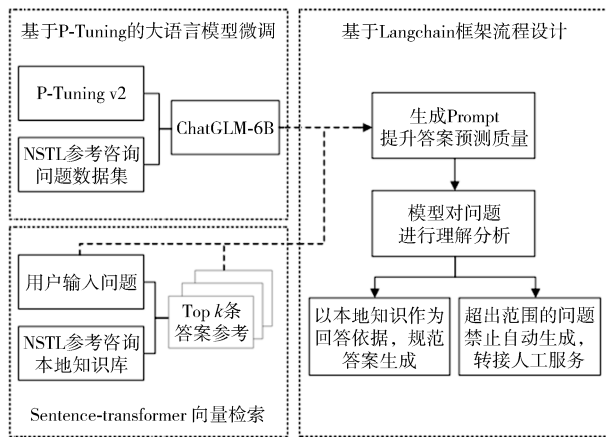 基于P-Tuning的大语言模型微调
P-Tuning v2
NSTL参考咨询
问题数据集
ChatGLM-6B
用户输入问题
NSTL参考咨询
本地知识库
Top k条
答案参考
Sentence-transformer 向量检索
基于Langchain框架流程设计
生成Prompt
提升答案预测质量
模型对问题
进行理解分析
以本地知识作为
回答依据，规范
答案生成
超出范围的问题
禁止自动生成，
转接人工服务